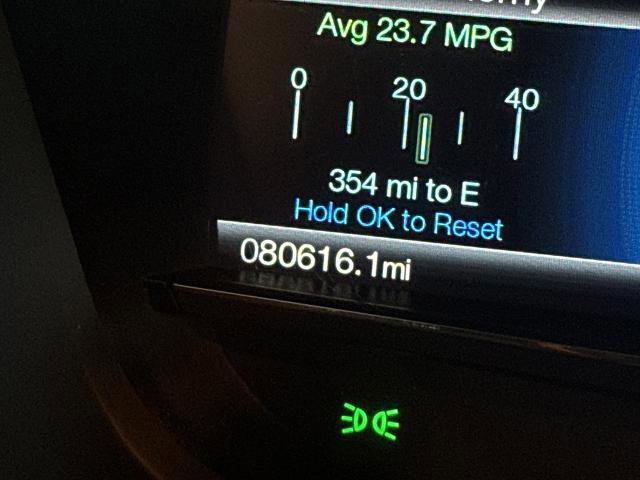 Avg 23.7 MPG
0 20 40
354 mi to E
Hold OK to Reset
080616.1mi